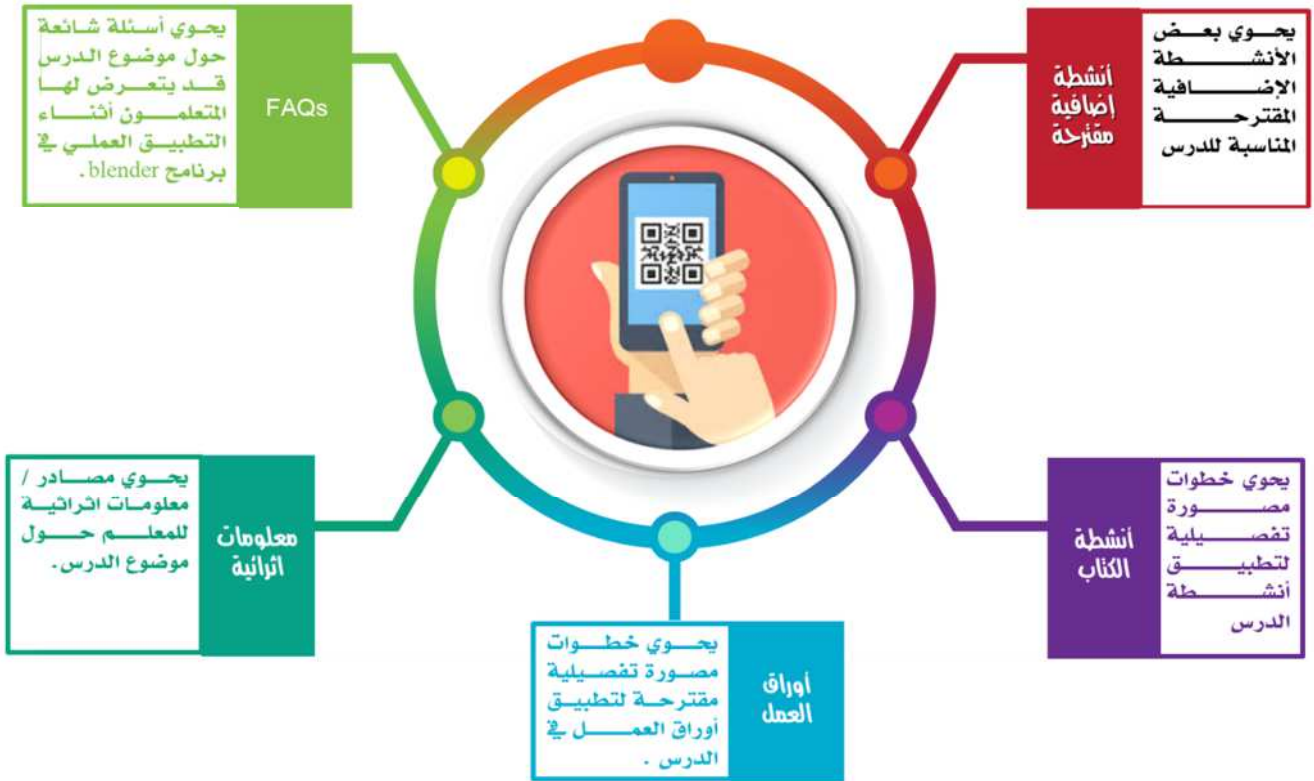 أنشطة
إضافية
مقترحة
يحوي بعض
الأنشطة
الإضافية
المقترحة
المناسبة للدرس
FAQs
يحوي أسئلة شائعة
حول موضوع الدرس
قد يتعرض لها
المتعلمون أثناء
التطبيق العملي في
برنامج blender.
أنشطة
الكتاب
يحوي خطوات
مصورة
تفصيلية
لتطبيق
أنشطة
الدرس
معلومات
اثرائية
يحوي مصادر /
معلومات اثرائية
للمعلم حول
موضوع الدرس.
أوراق
العمل
يحوي خطوات
مصورة تفصيلية
مقترحة لتطبيق
أوراق العمل في
الدرس .